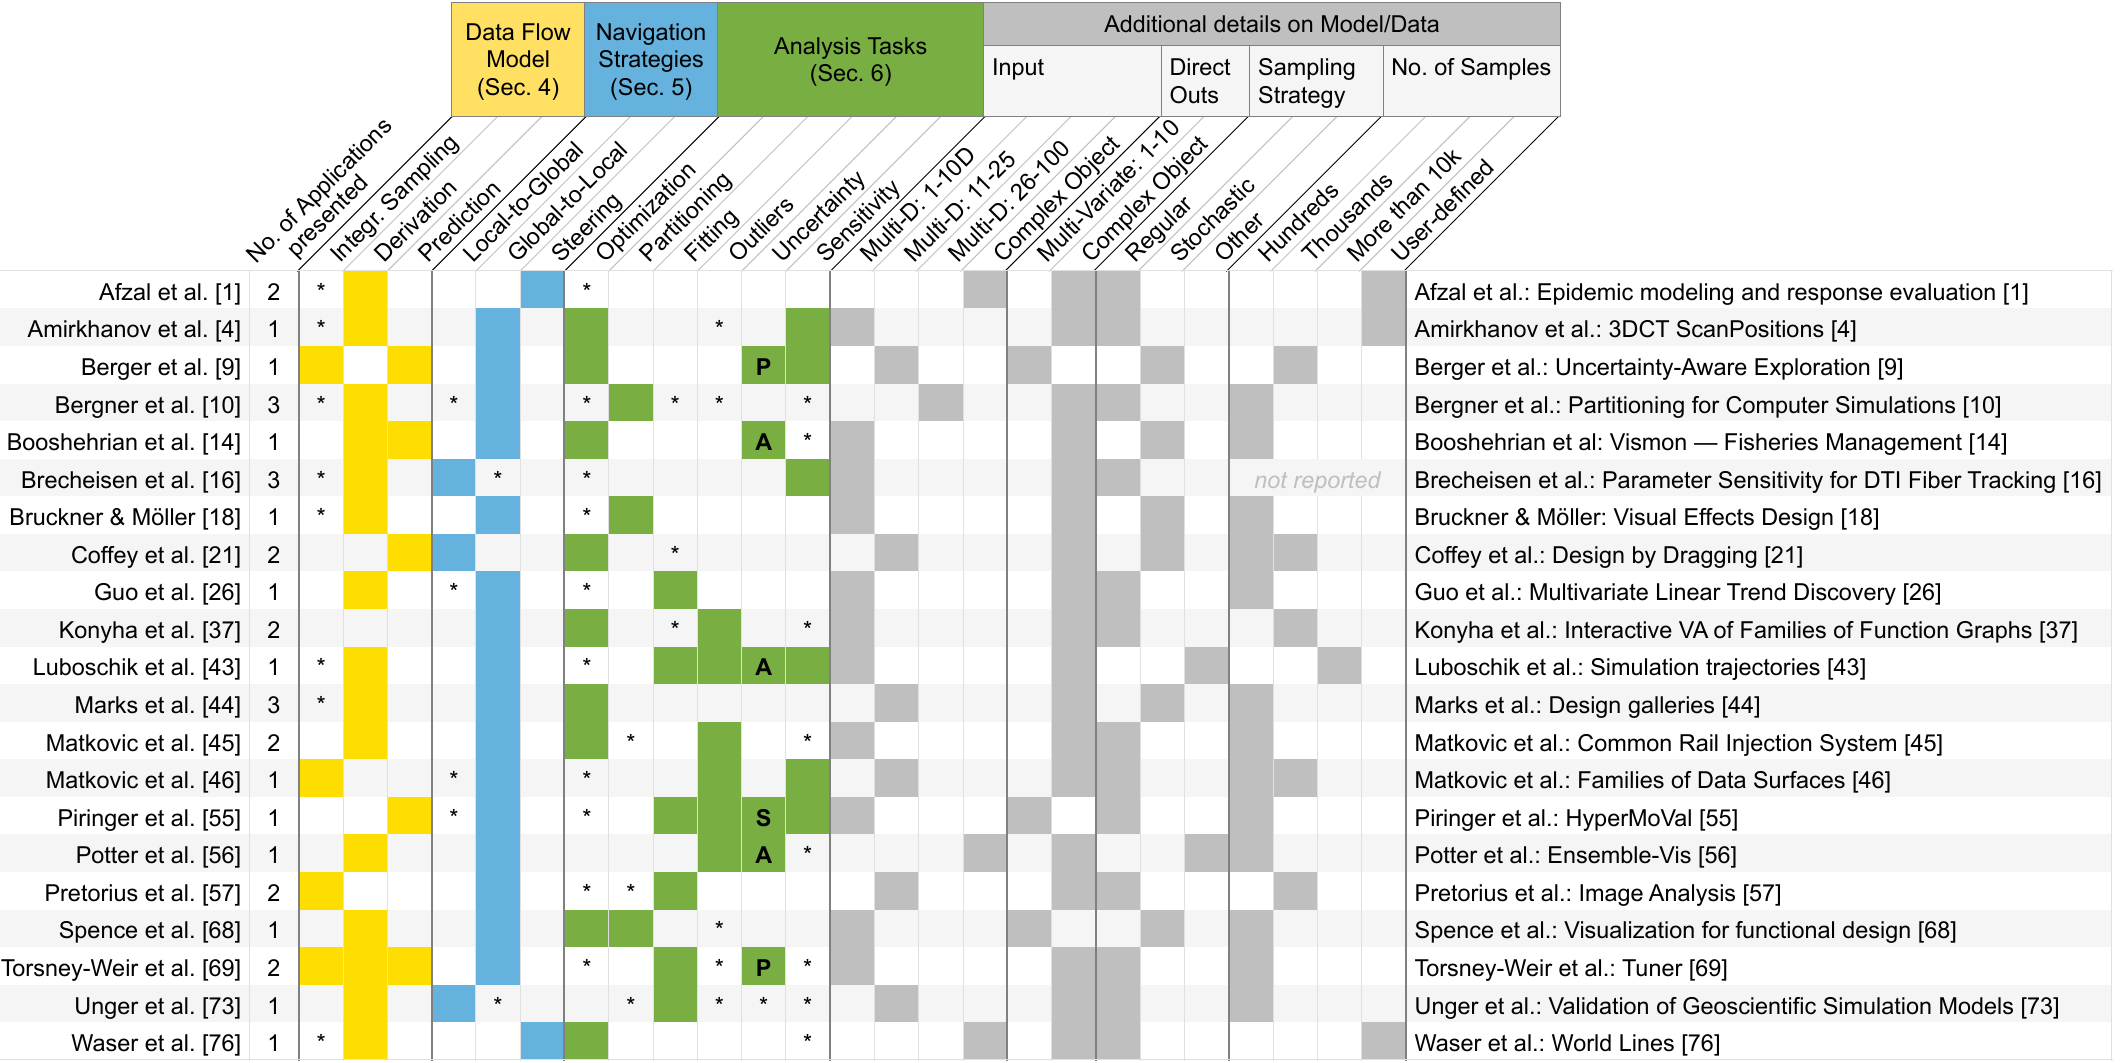 Data Flow
Model
(Sec. 4)
Navigation
Strategies
(Sec. 5)
Analysis Tasks
(Sec. 6)
Additional details on Model/Data
Input
Direct
Outs
Sampling
Strategy
No. of Samples
No. of Applications
presented
Integr. Sampling
Derivation
Prediction
Local-to-Global
Global-to-Local
Steering
Optimization
Partitioning
Fitting
Outliers
Uncertainty
Sensitivity
Multi-D: 1-10D
Multi-D: 11-25
Multi-D: 26-100
Complex Object
Multi-Variate: 1-10
Complex Object
Regular
Stochastic
Other
Hundreds
Thousands
More than 10k
User-defined
Afzal et al. [1] 2 * * Afzal et al.: Epidemic modeling and response evaluation [1]
Amirkhanov et al. [4] 1 * * Amirkhanov et al.: 3DCT ScanPositions [4]
Berger et al. [9] 1 P Berger et al.: Uncertainty-Aware Exploration [9]
Bergner et al. [10] 3 * * * * * * Bergner et al.: Partitioning for Computer Simulations [10]
Booshehrian et al. [14] 1 A * Booshehrian et al: Vismon — Fisheries Management [14]
Brecheisen et al. [16] 3 * * * not reported Brecheisen et al.: Parameter Sensitivity for DTI Fiber Tracking [16]
Bruckner & Möller [18] 1 * * Bruckner & Möller: Visual Effects Design [18]
Coffey et al. [21] 2 * Coffey et al.: Design by Dragging [21]
Guo et al. [26] 1 * * Guo et al.: Multivariate Linear Trend Discovery [26]
Konyha et al. [37] 2 * * Konyha et al.: Interactive VA of Families of Function Graphs [37]
Luboschik et al. [43] 1 * * A Luboschik et al.: Simulation trajectories [43]
Marks et al. [44] 3 * Marks et al.: Design galleries [44]
Matkovic et al. [45] 2 * * Matkovic et al.: Common Rail Injection System [45]
Matkovic et al. [46] 1 * * Matkovic et al.: Families of Data Surfaces [46]
Piringer et al. [55] 1 * * S Piringer et al.: HyperMoVal [55]
Potter et al. [56] 1 A * Potter et al.: Ensemble-Vis [56]
Pretorius et al. [57] 2 * * Pretorius et al.: Image Analysis [57]
Spence et al. [68] 1 * Spence et al.: Visualization for functional design [68]
Torsney-Weir et al. [69] 2 * * P * Torsney-Weir et al.: Tuner [69]
Unger et al. [73] 1 * * * * * Unger et al.: Validation of Geoscientific Simulation Models [73]
Waser et al. [76] 1 * * Waser et al.: World Lines [76]